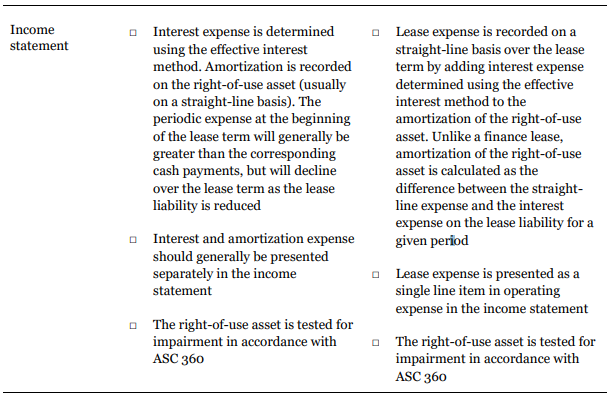 Income
statement
□ Interest expense is determined
using the effective interest
method. Amortization is recorded
on the right-of-use asset (usually
on a straight-line basis). The
periodic expense at the beginning
of the lease term will generally be
greater than the corresponding
cash payments, but will decline
over the lease term as the lease
liability is reduced
□ Interest and amortization expense
should generally be presented
separately in the income
statement
□ The right-of-use asset is tested for
impairment in accordance with
ASC 360
□ Lease expense is recorded on a
straight-line basis over the lease
term by adding interest expense
determined using the effective
interest method to the
amortization of the right-of-use
asset. Unlike a finance lease,
amortization of the right-of-use
asset is calculated as the
difference between the straight-
line expense and the interest
expense on the lease liability for a
given period
□ Lease expense is presented as a
single line item in operating
expense in the income statement
□ The right-of-use asset is tested for
impairment in accordance with
ASC 360